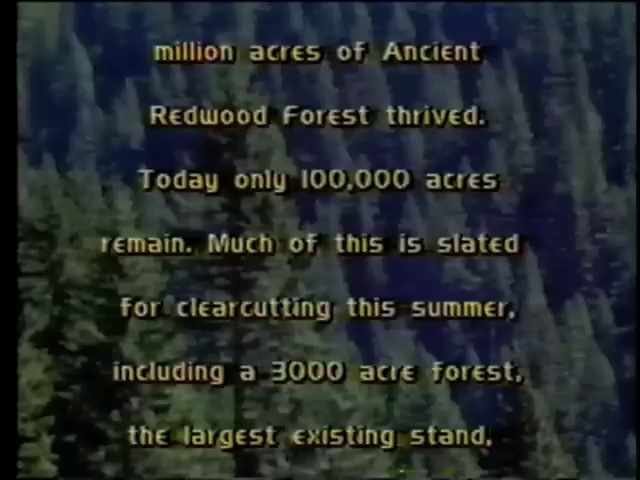 million acres of Ancient
Redwood Forest thrived.
Today only 100,000 acres
remain. Much of this is slated
for clearcutting this summer,
including a 3000 acre forest,
the largest existing stand,